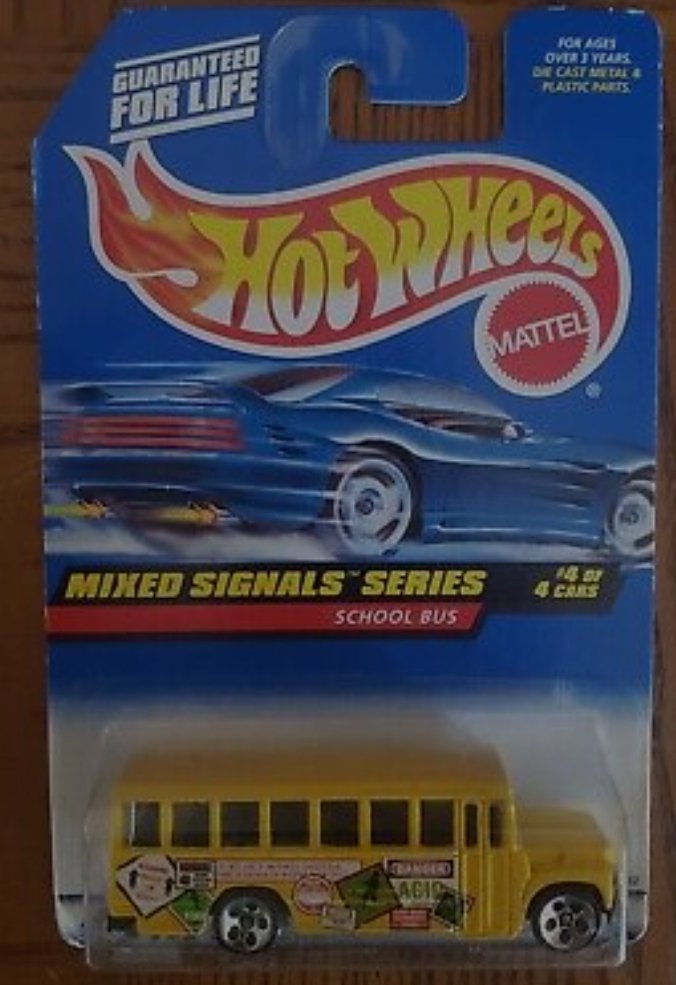 GUARANTEED
FOR LIFE
FOR AGES
OVER 3 YEARS.
DIE CAST METAL &
PLASTIC PARTS.
HOT WHEELS
MATTEL
®
MIXED SIGNALS™ SERIES
#4 OF
4 CARS
SCHOOL BUS
DANGER
ACID